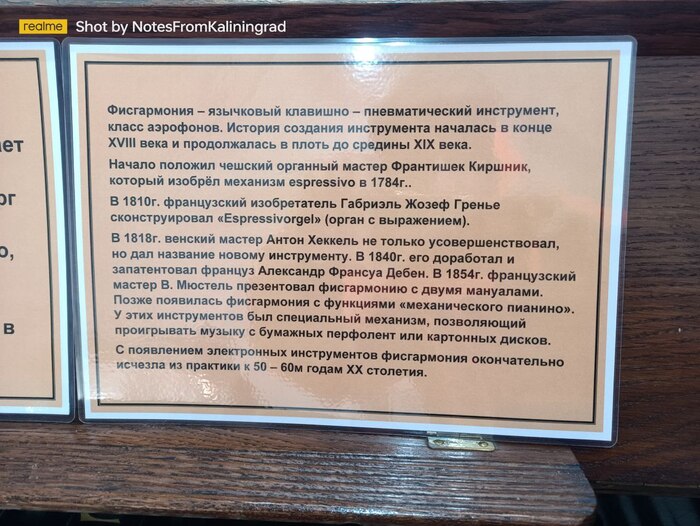 realme Shot by NotesFromKaliningrad
ает
рг
о,
в
Фисгармония – язычковый клавишно – пневматический инструмент,
класс аэрофонов. История создания инструмента началась в конце
XVIII века и продолжалась в плоть до средины XIX века.
Начало положил чешский органный мастер Франтишек Киршник,
который изобрёл механизм espressivo в 1784г..
В 1810г. французский изобретатель Габриэль Жозеф Гренье
сконструировал «Espressivorgel» (орган с выражением).
В 1818г. венский мастер Антон Хеккель не только усовершенствовал,
но дал название новому инструменту. В 1840г. его доработал и
запатентовал француз Александр Франсуа Дебен. В 1854г. французский
мастер В. Мюстель презентовал фисгармонию с двумя мануалами.
Позже появилась фисгармония с функциями «механического пианино».
У этих инструментов был специальный механизм, позволяющий
проигрывать музыку с бумажных перфолент или картонных дисков.
С появлением электронных инструментов фисгармония окончательно
исчезла из практики к 50 – 60м годам XX столетия.